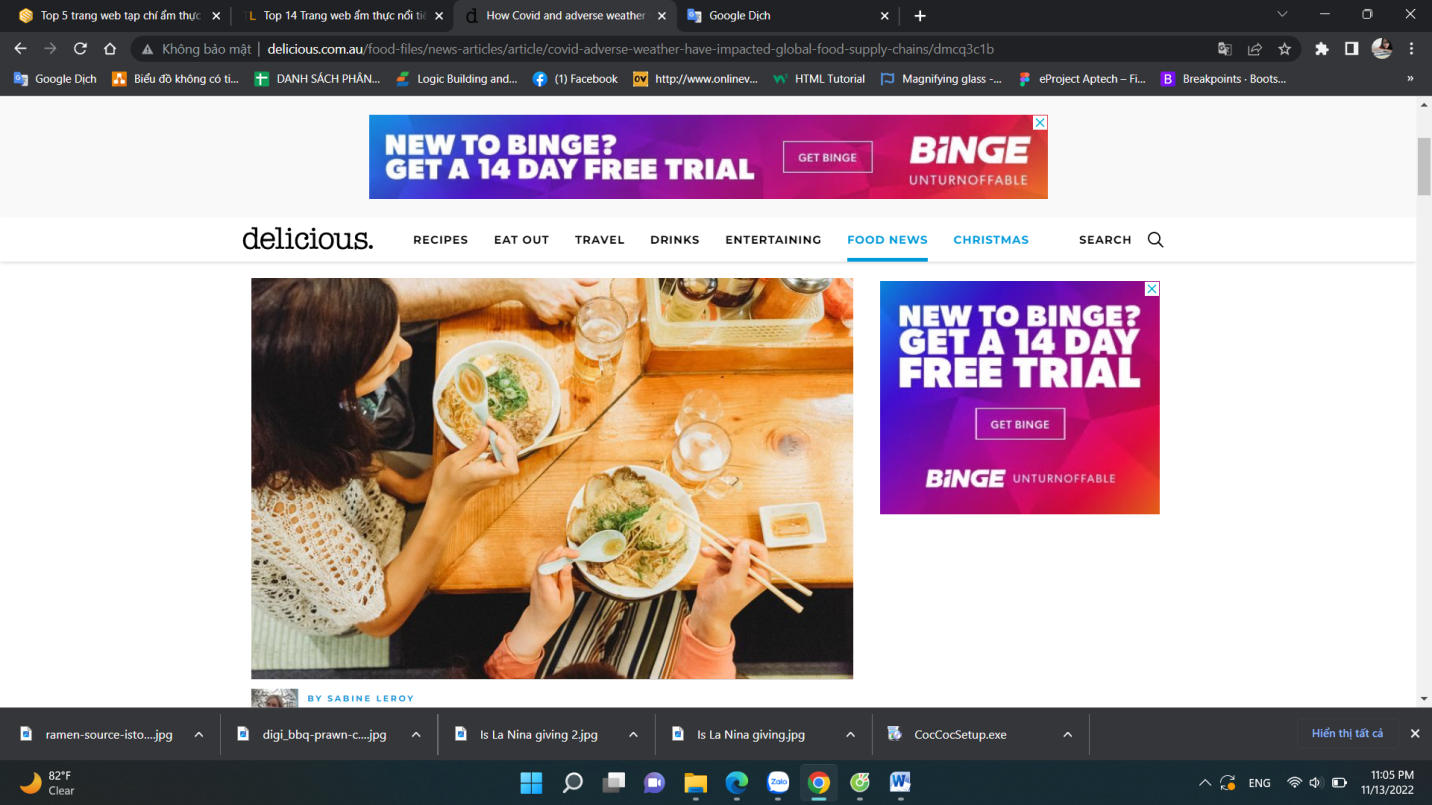 Top 5 trang web tạp chí ẩm thực
TL Top 14 Trang web ẩm thực nổi tiế
d How Covid and adverse weather
Google Dịch
Không bảo mật | delicious.com.au/food-files/news-articles/article/covid-adverse-weather-have-impacted-global-food-supply-chains/dmcq3c1b
Google Dịch
Biểu đồ không có ti...
DANH SÁCH PHÂN...
Logic Building and...
(1) Facebook
OV http://www.onlinev...
HTML Tutorial
Magnifying glass -...
eProject Aptech – Fi...
B Breakpoints · Boots...
»
NEW TO BINGE?
GET A 14 DAY FREE TRIAL
GET BINGE
BiNGE
UNTURNOFFABLE
delicious.
RECIPES
EAT OUT
TRAVEL
DRINKS
ENTERTAINING
FOOD NEWS
CHRISTMAS
SEARCH
NEW TO BINGE?
GET A 14 DAY
FREE TRIAL
GET BINGE
BiNGE UNTURNOFFABLE
BY SABINE LEROY
ramen-source-isto....jpg
digi_bbq-prawn-c....jpg
Is La Nina giving 2.jpg
Is La Nina giving.jpg
CocCocSetup.exe
Hiển thị tất cả
82°F
Clear
Zalo
W
ENG
11:05 PM
11/13/2022